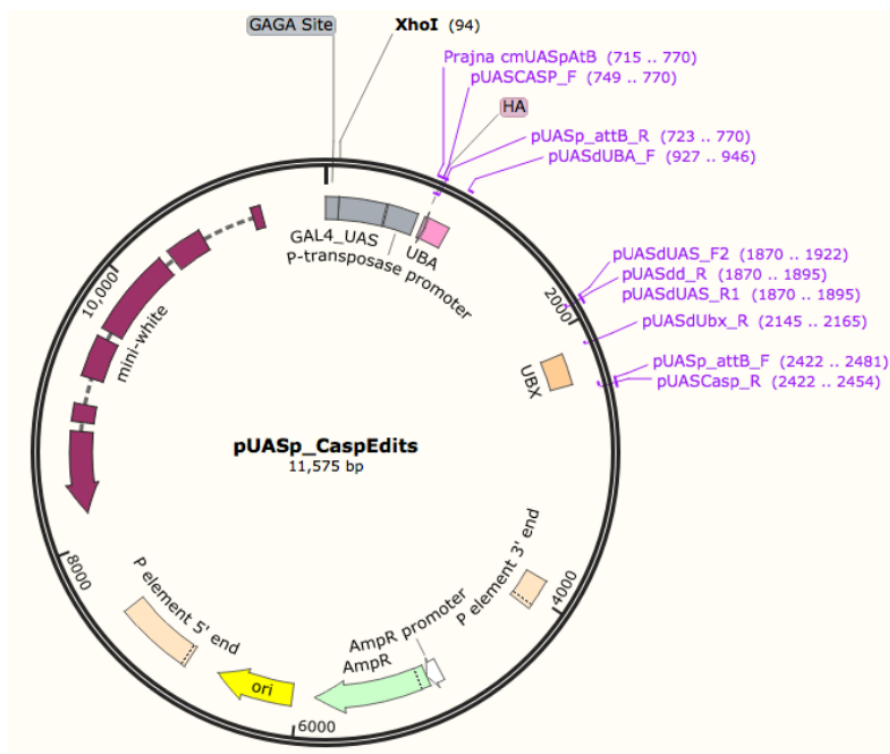 GAGA Site
XhoI (94)
Prajna cmUASpAtB (715 .. 770)
pUASCASP_F (749 .. 770)
HA
pUASp_attB_R (723 .. 770)
pUASdUBA_F (927 .. 946)
GAL4_UAS
P-transposase promoter
UBA
pUASdUAS_F2 (1870 .. 1922)
pUASdd_R (1870 .. 1895)
pUASdUAS_R1 (1870 .. 1895)
2000
pUASdUbx_R (2145 .. 2165)
pUASp_attB_F (2422 .. 2481)
pUASCasp_R (2422 .. 2454)
UBX
10,000
mini-white
pUASp_CaspEdits
11,575 bp
8000
P element 5' end
P element 3' end
4000
AmpR promoter
AmpR
ori
6000